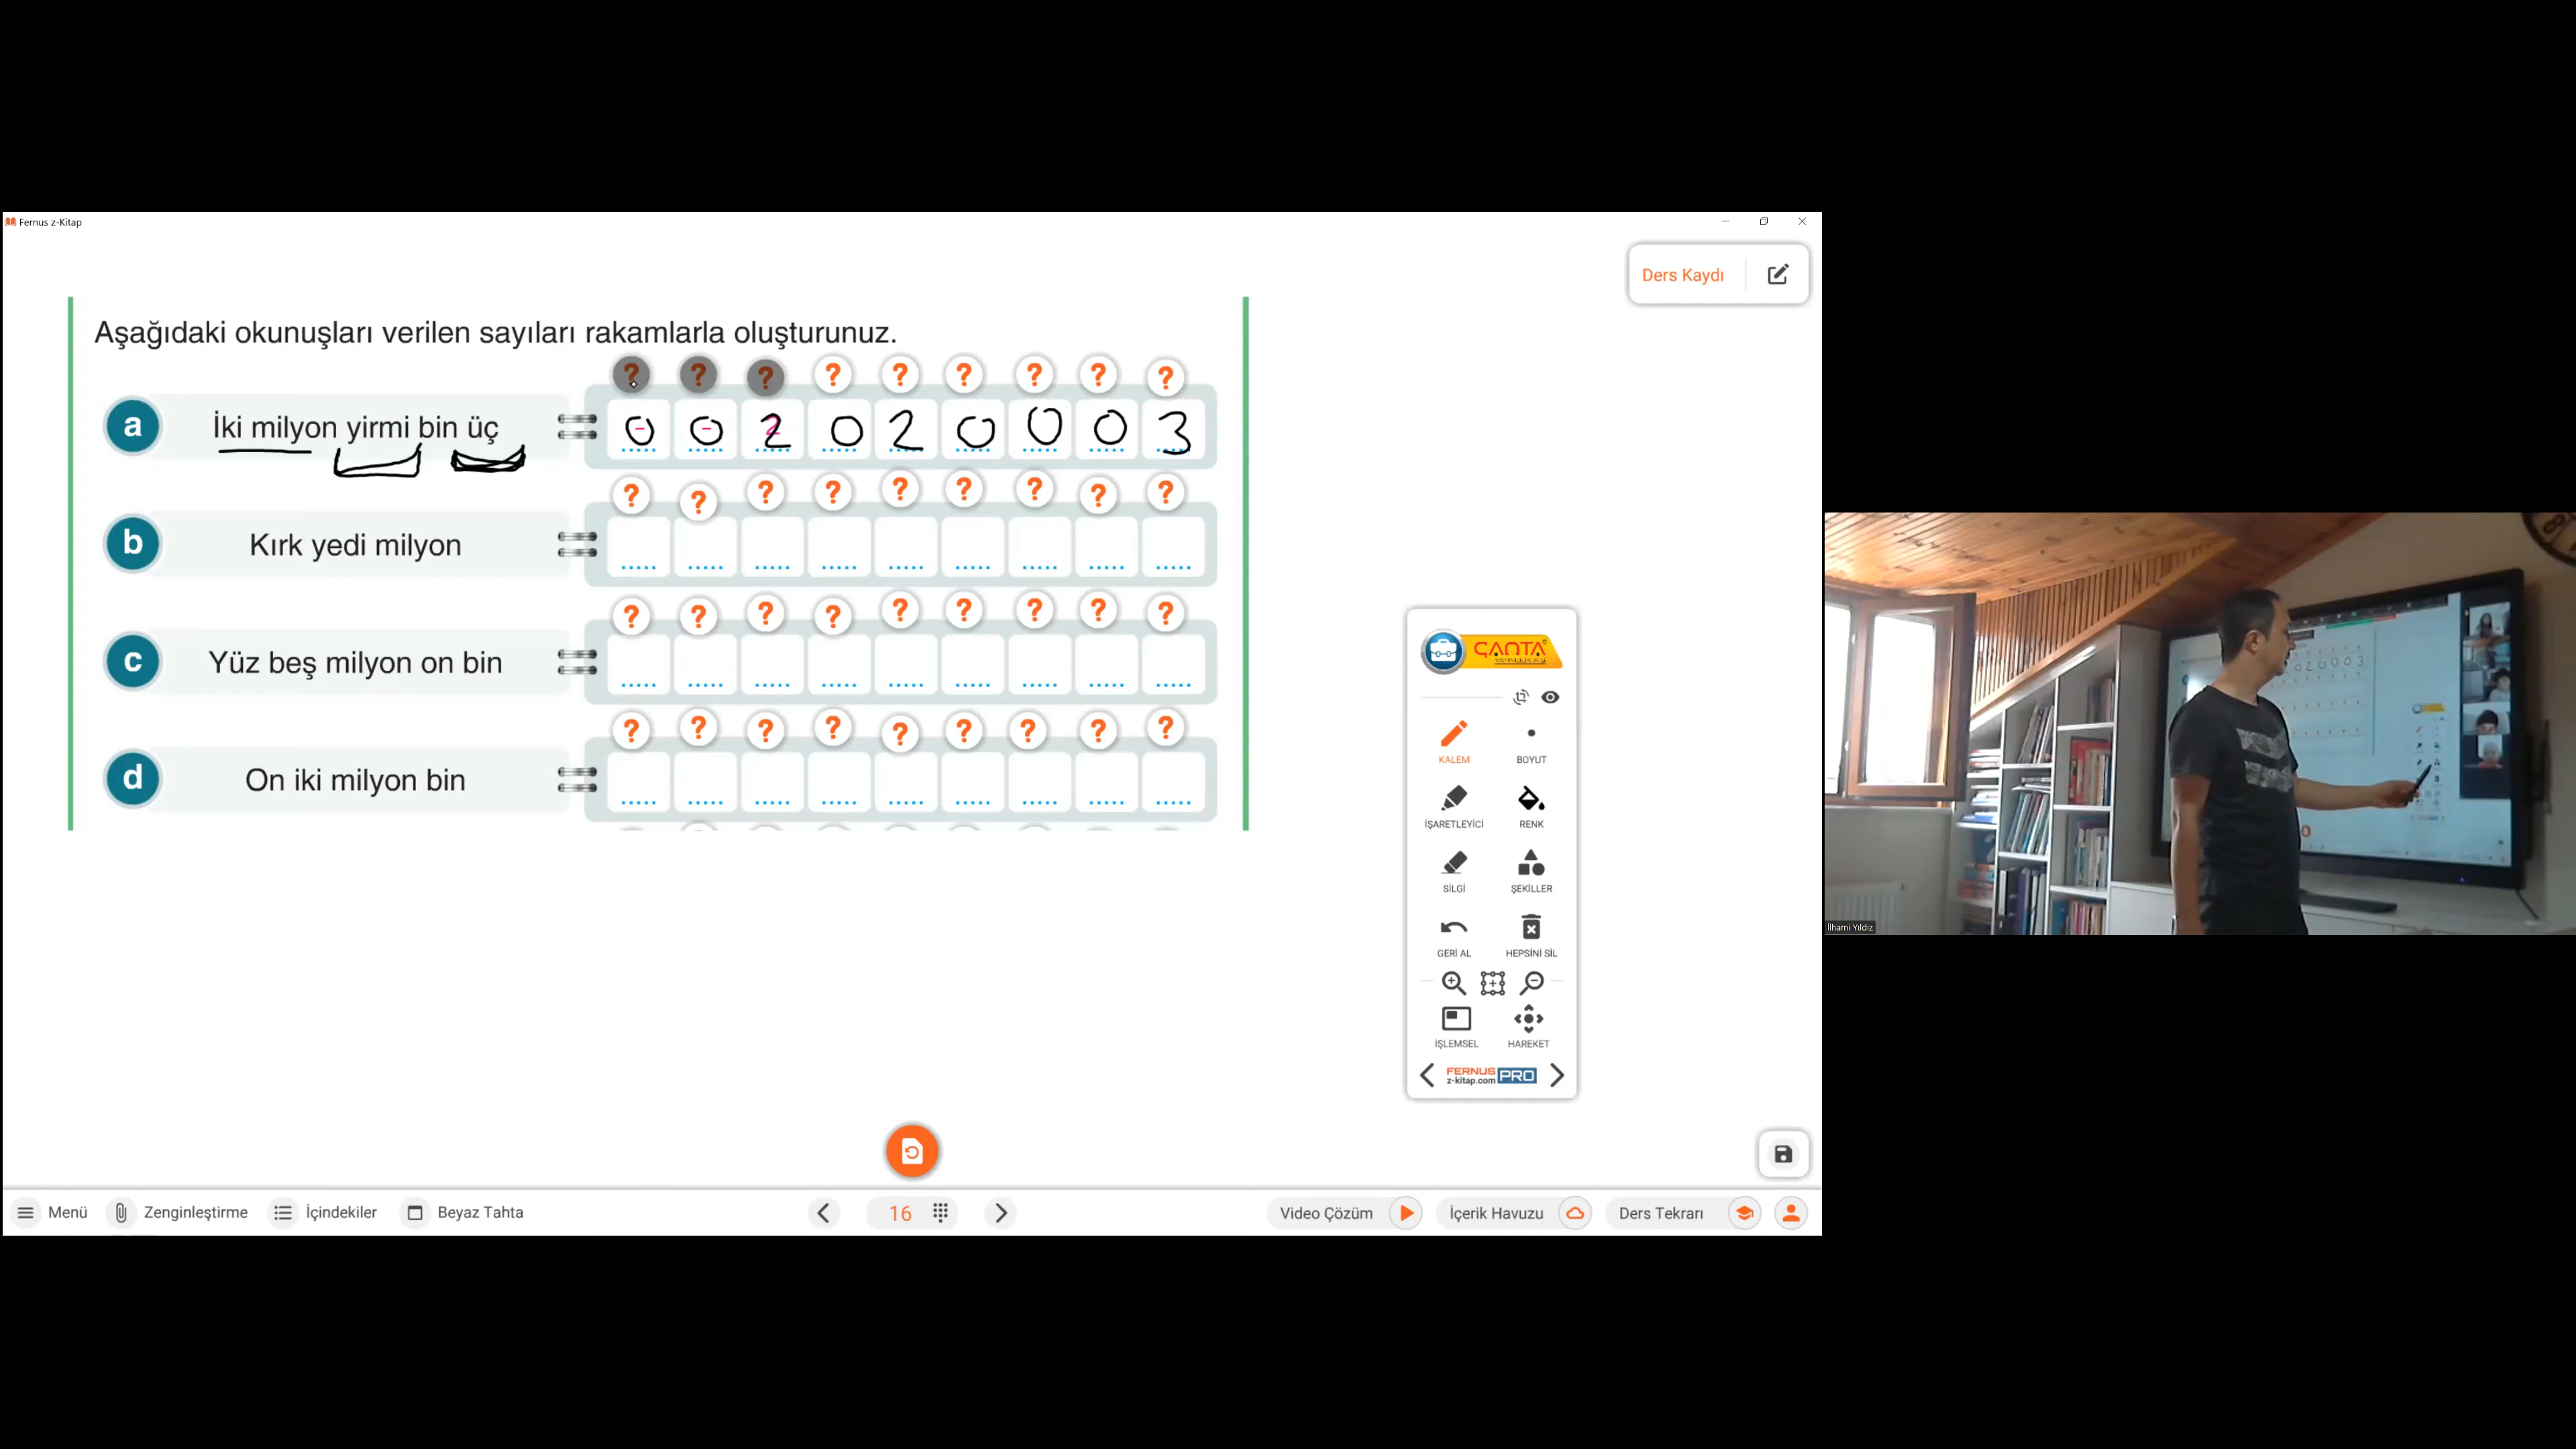 Fernus z-Kitap
Ders Kaydı
Aşağıdaki okunuşları verilen sayıları rakamlarla oluşturunuz.
? ? ? ? ? ? ? ? ?
a İki milyon yirmi bin üç 0 0 2 0 2 0 0 0 3
? ? ? ? ? ? ? ? ?
b Kırk yedi milyon ..... ..... ..... ..... ..... ..... ..... ..... .....
? ? ? ? ? ? ? ? ?
c Yüz beş milyon on bin ..... ..... ..... ..... ..... ..... ..... ..... .....
? ? ? ? ? ? ? ? ?
d On iki milyon bin ..... ..... ..... ..... ..... ..... ..... ..... .....
ÇANTA
KALEM BOYUT
İŞARETLEYİCİ RENK
SİLGİ ŞEKİLLER
GERİ AL HEPSİNİ SİL
İŞLEMSEL HAREKET
FERNUS PRO
z-kitap.com
Menü Zenginleştirme İçindekiler Beyaz Tahta 16 Video Çözüm İçerik Havuzu Ders Tekrarı
020003
İlhami Yıldız